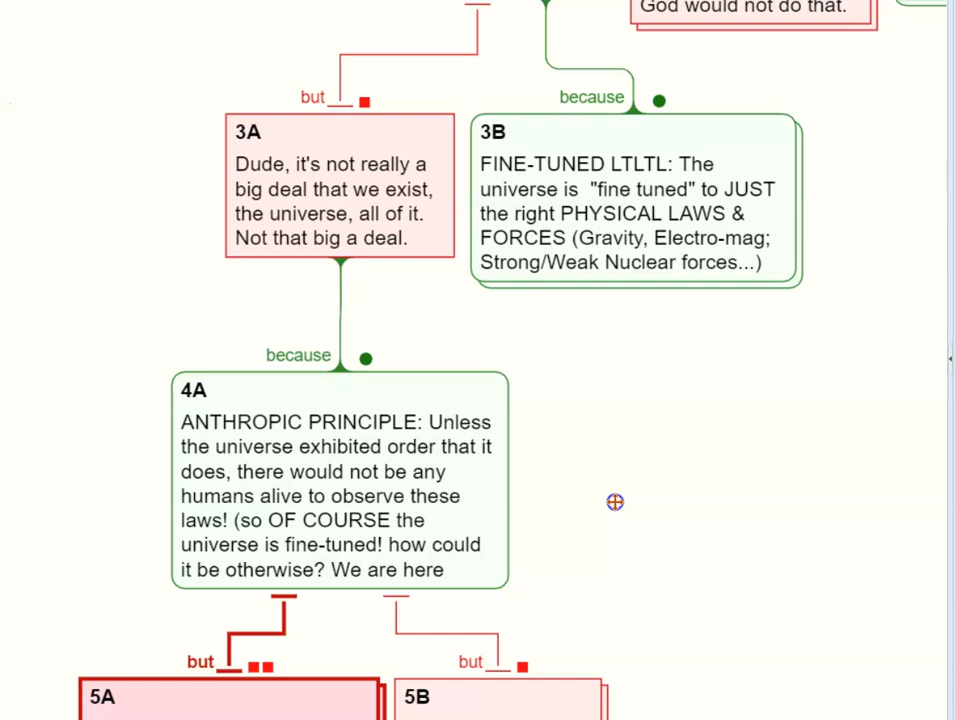 God would not do that.
but
because
3A
Dude, it's not really a
big deal that we exist,
the universe, all of it.
Not that big a deal.
3B
FINE-TUNED LTLTL: The
universe is "fine tuned" to JUST
the right PHYSICAL LAWS &
FORCES (Gravity, Electro-mag;
Strong/Weak Nuclear forces...)
because
4A
ANTHROPIC PRINCIPLE: Unless
the universe exhibited order that it
does, there would not be any
humans alive to observe these
laws! (so OF COURSE the
universe is fine-tuned! how could
it be otherwise? We are here
but
but
5A
5B